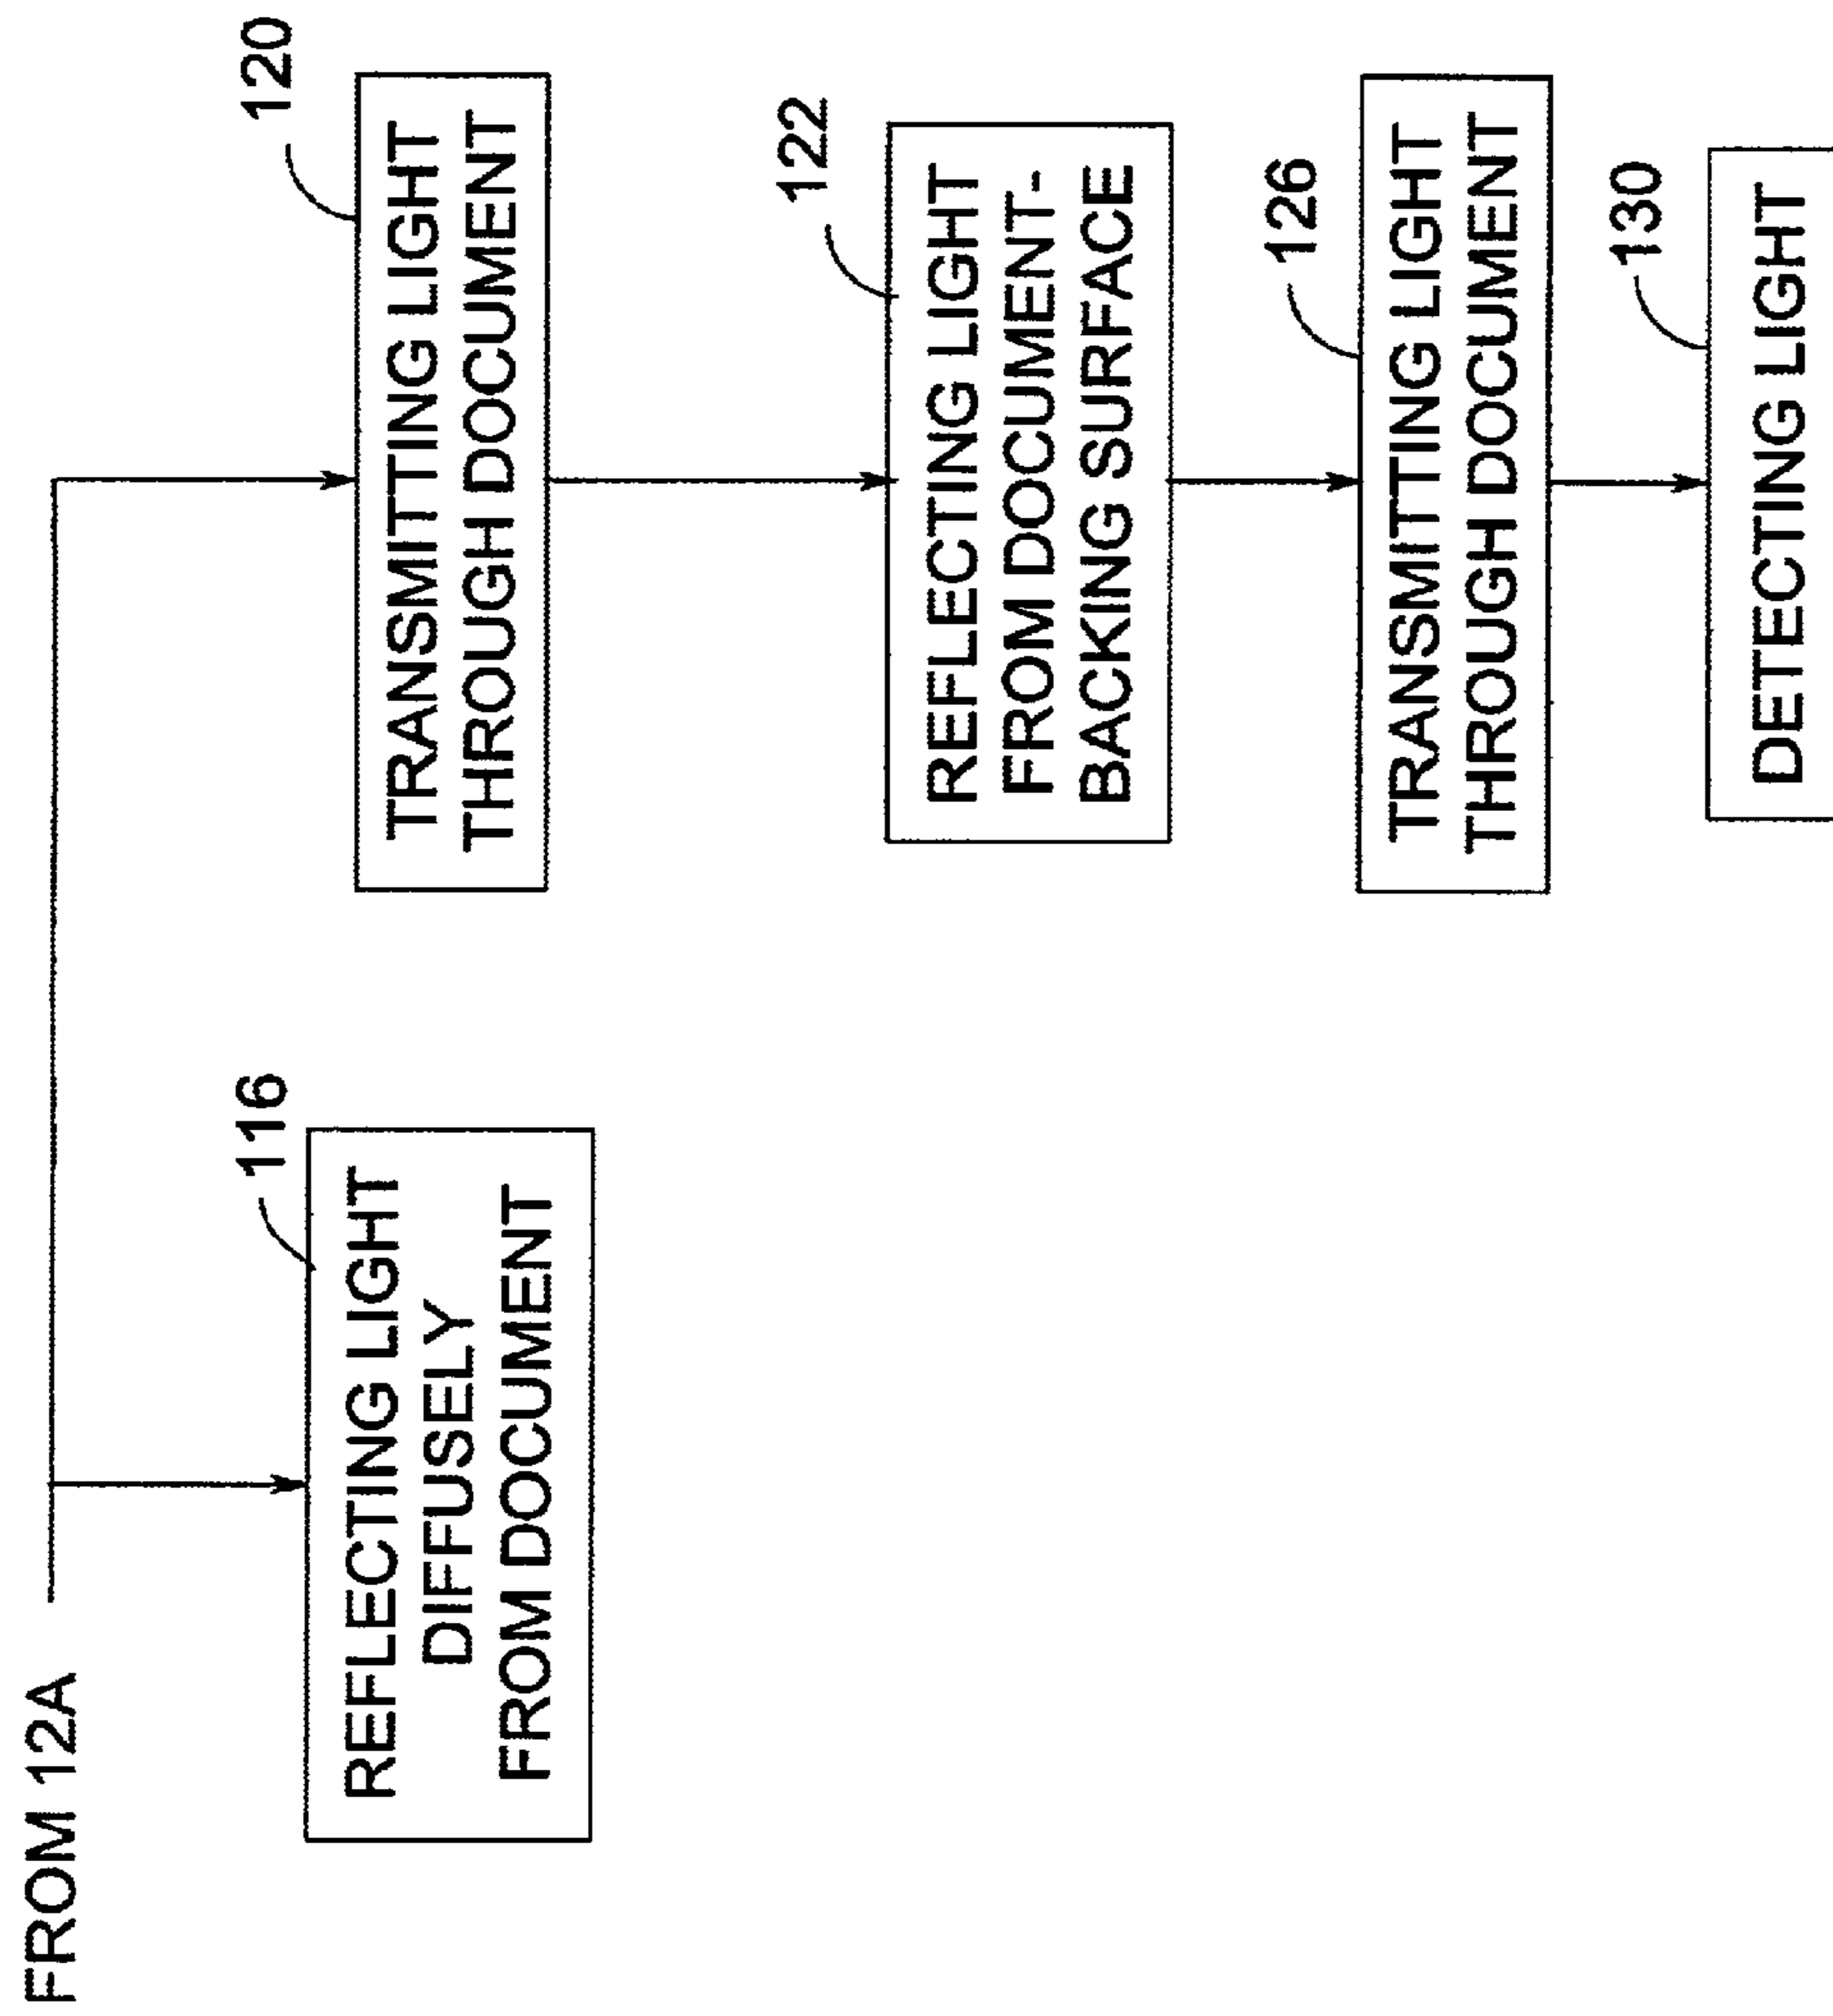 FROM 12A
116
REFLECTING LIGHT
DIFFUSELY
FROM DOCUMENT
120
TRANSMITTING LIGHT
THROUGH DOCUMENT
122
REFLECTING LIGHT
FROM DOCUMENT-
BACKING SURFACE
126
TRANSMITTING LIGHT
THROUGH DOCUMENT
130
DETECTING LIGHT